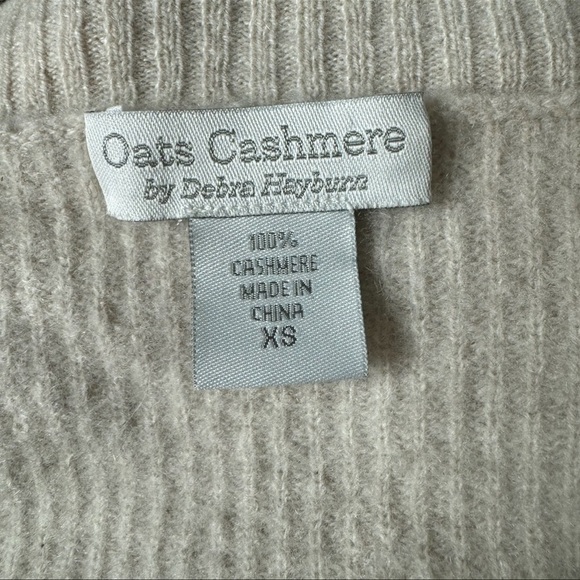 Oats Cashmere
by Debra Hayburn
100%
CASHMERE
MADE IN
CHINA
XS